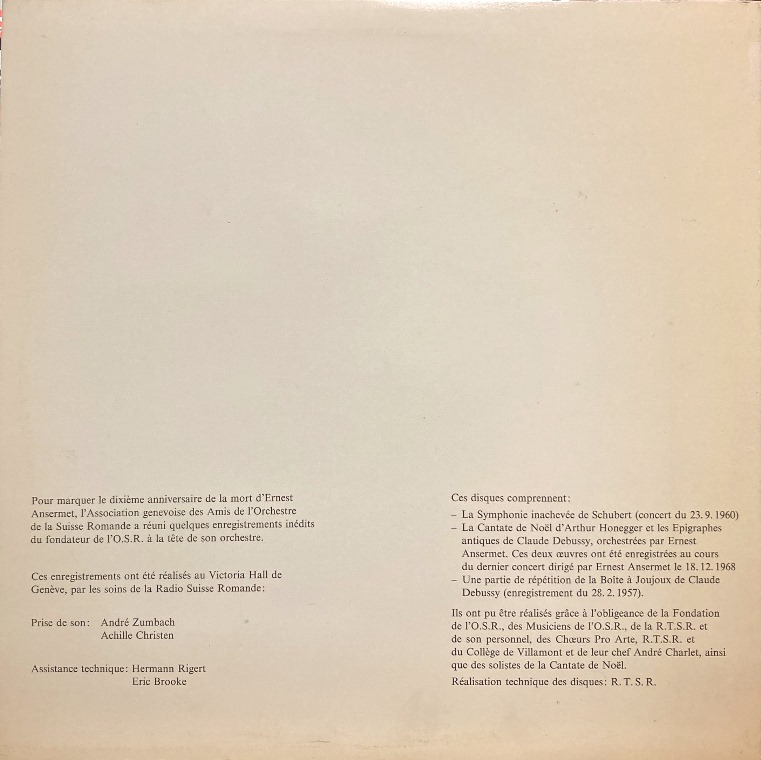 Pour marquer le dixième anniversaire de la mort d'Ernest
Ansermet, l'Association genevoise des Amis de l'Orchestre
de la Suisse Romande a réuni quelques enregistrements inédits
du fondateur de l'O.S.R. à la tête de son orchestre.
Ces enregistrements ont été réalisés au Victoria Hall de
Genève, par les soins de la Radio Suisse Romande:
Prise de son: André Zumbach
Achille Christen
Assistance technique: Hermann Rigert
Eric Brooke
Ces disques comprennent:
– La Symphonie inachevée de Schubert (concert du 23.9.1960)
– La Cantate de Noël d'Arthur Honegger et les Epigraphes
antiques de Claude Debussy, orchestrées par Ernest
Ansermet. Ces deux œuvres ont été enregistrées au cours
du dernier concert dirigé par Ernest Ansermet le 18.12.1968
– Une partie de répétition de la Boîte à Joujoux de Claude
Debussy (enregistrement du 28.2.1957).
Ils ont pu être réalisés grâce à l'obligeance de la Fondation
de l'O.S.R., des Musiciens de l'O.S.R., de la R.T.S.R. et
de son personnel, des Chœurs Pro Arte, R.T.S.R. et
du Collège de Villamont et de leur chef André Charlet, ainsi
que des solistes de la Cantate de Noël.
Réalisation technique des disques: R.T.S.R.